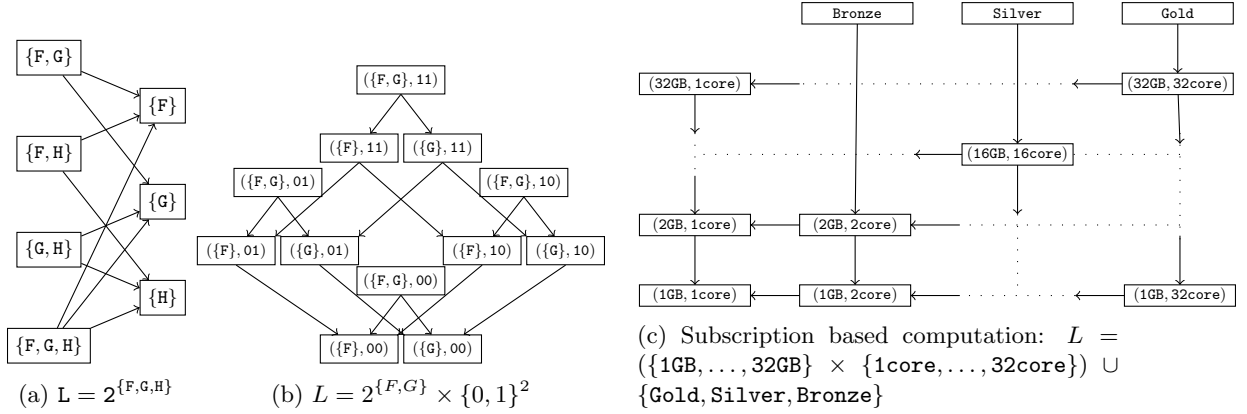 {F, G}
{F, H}
{G, H}
{F, G, H}
{F}
{G}
{H}
(a) L = 2^{F,G,H}
({F, G}, 11)
({F}, 11) ({G}, 11)
({F, G}, 01) ({F, G}, 10)
({F}, 01) ({G}, 01) ({F}, 10) ({G}, 10)
({F, G}, 00)
({F}, 00) ({G}, 00)
(b) L = 2^{F,G} × {0, 1}^2
Bronze Silver Gold
(32GB, 1core) (32GB, 32core)
(16GB, 16core)
(2GB, 1core) (2GB, 2core)
(1GB, 1core) (1GB, 2core) (1GB, 32core)
(c) Subscription based computation: L =
({1GB, ..., 32GB} × {1core, ..., 32core}) ∪
{Gold, Silver, Bronze}